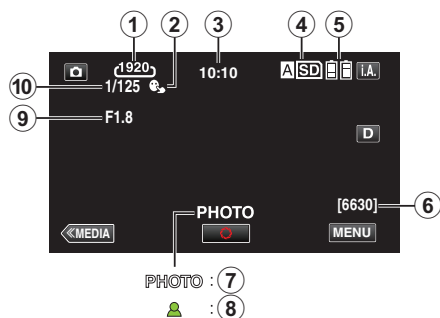 ① ② ③ ④ ⑤
1920 10:10 A SD i.A.
⑩ 1/125
⑨ F1.8
D
[6630] ⑥
PHOTO
≪MEDIA MENU
PHOTO : ⑦
: ⑧